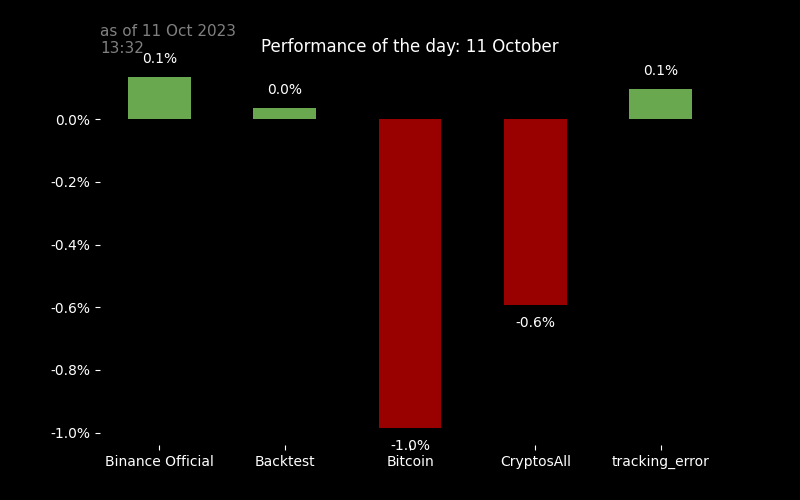 as of 11 Oct 2023
13:32
Performance of the day: 11 October
0.1%
0.0%
0.1%
0.0%
-0.2%
-0.4%
-0.6%
-0.6%
-0.8%
-1.0%
-1.0%
Binance Official
Backtest
Bitcoin
CryptosAll
tracking_error